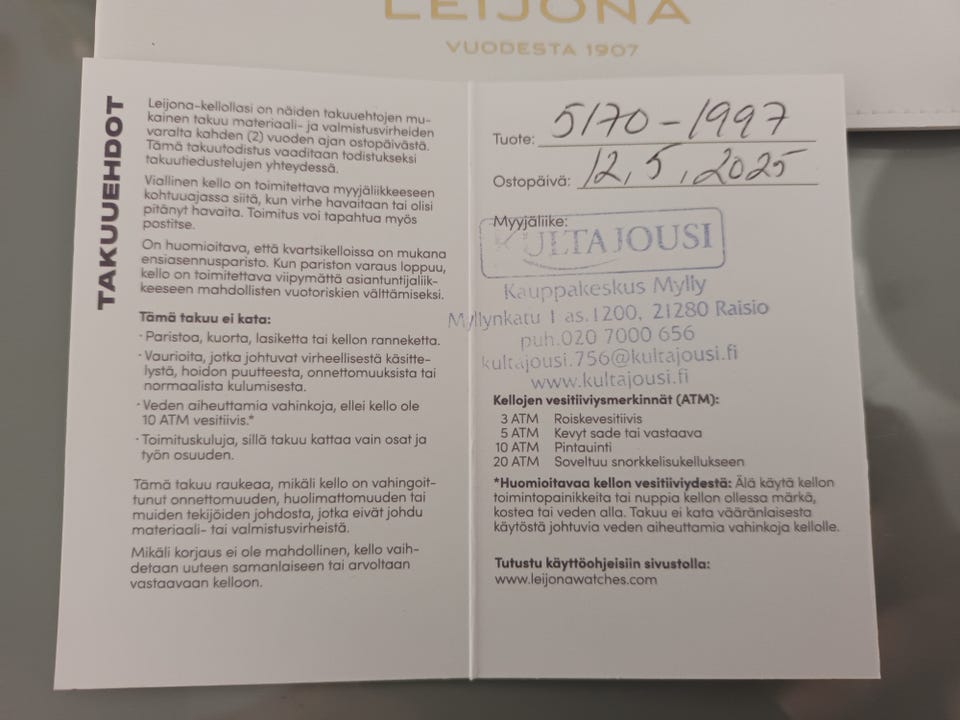 LEIJONA
VUODESTA 1907
TAKUUEHDOT
Leijona-kellollasi on näiden takuuehtojen mu-
kainen takuu materiaali- ja valmistusvirheiden
varalta kahden (2) vuoden ajan ostopäivästä.
Tämä takuutodistus vaaditaan todistukseksi
takuutiedustelujen yhteydessä.
Viallinen kello on toimitettava myyjäliikkeeseen
kohtuuajassa siitä, kun virhe havaitaan tai olisi
pitänyt havaita. Toimitus voi tapahtua myös
postitse.
On huomioitava, että kvartsikelloissa on mukana
ensiasennusparisto. Kun pariston varaus loppuu,
kello on toimitettava viipymättä asiantuntijaliik-
keeseen mahdollisten vuotoriskien välttämiseksi.
Tämä takuu ei kata:
· Paristoa, kuorta, lasiketta tai kellon ranneketta.
· Vaurioita, jotka johtuvat virheellisestä käsitte-
lystä, hoidon puutteesta, onnettomuuksista tai
normaalista kulumisesta.
· Veden aiheuttamia vahinkoja, ellei kello ole
10 ATM vesitiivis.*
· Toimituskuluja, sillä takuu kattaa vain osat ja
työn osuuden.
Tämä takuu raukeaa, mikäli kello on vahingoit-
tunut onnettomuuden, huolimattomuuden tai
muiden tekijöiden johdosta, jotka eivät johdu
materiaali- tai valmistusvirheistä.
Mikäli korjaus ei ole mahdollinen, kello vaih-
detaan uuteen samanlaiseen tai arvoltaan
vastaavaan kelloon.
Tuote: 5170-1997
Ostopäivä: 12,5,2025
Myyjäliike:
KULTAJOUSI
Kauppakeskus Mylly
Myllynkatu 1 as.1200, 21280 Raisio
puh.020 7000 656
kultajousi.756@kultajousi.fi
www.kultajousi.fi
Kellojen vesitiiviysmerkinnät (ATM):
3 ATM Roiskevesitiivis
5 ATM Kevyt sade tai vastaava
10 ATM Pintauinti
20 ATM Soveltuu snorkkelisukellukseen
*Huomioitavaa kellon vesitiiviydestä: Älä käytä kellon
toimintopainikkeita tai nuppia kellon ollessa märkä,
kostea tai veden alla. Takuu ei kata vääränlaisesta
käytöstä johtuvia veden aiheuttamia vahinkoja kellolle.
Tutustu käyttöohjeisiin sivustolla:
www.leijonawatches.com